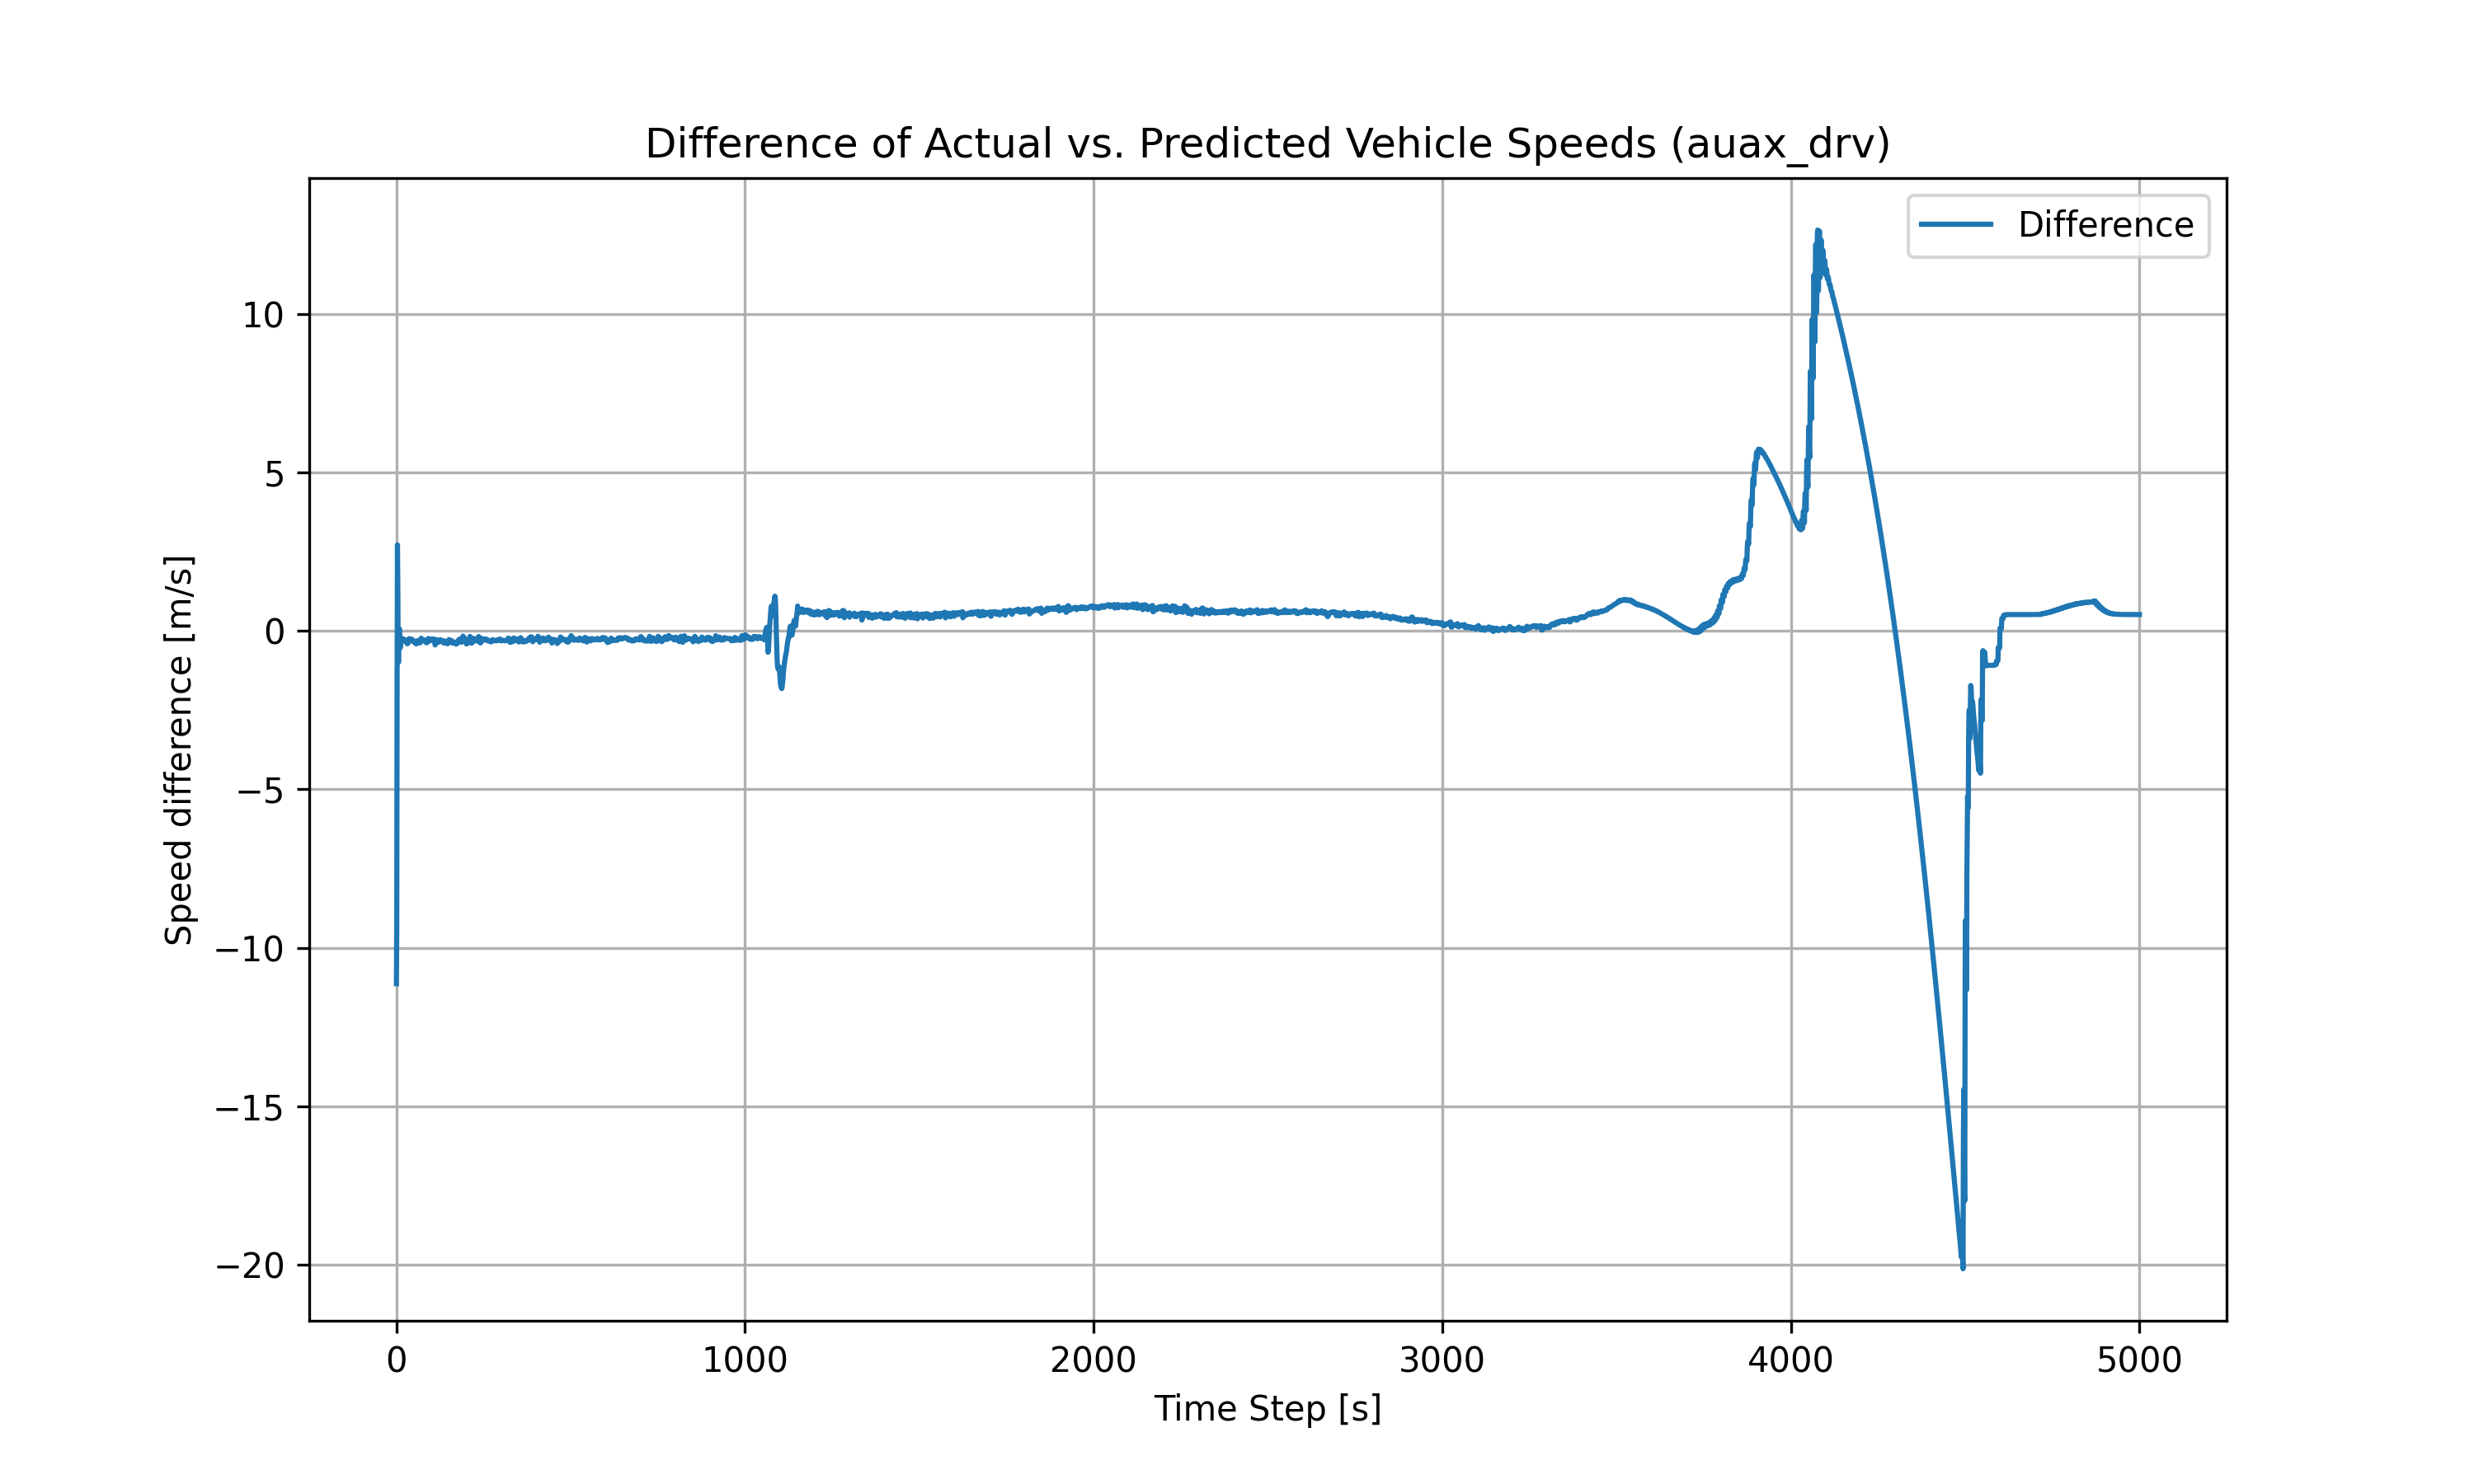 Difference of Actual vs. Predicted Vehicle Speeds (auax_drv)
Difference
10
5
0
−5
−10
−15
−20
Speed difference [m/s]
0 1000 2000 3000 4000 5000
Time Step [s]